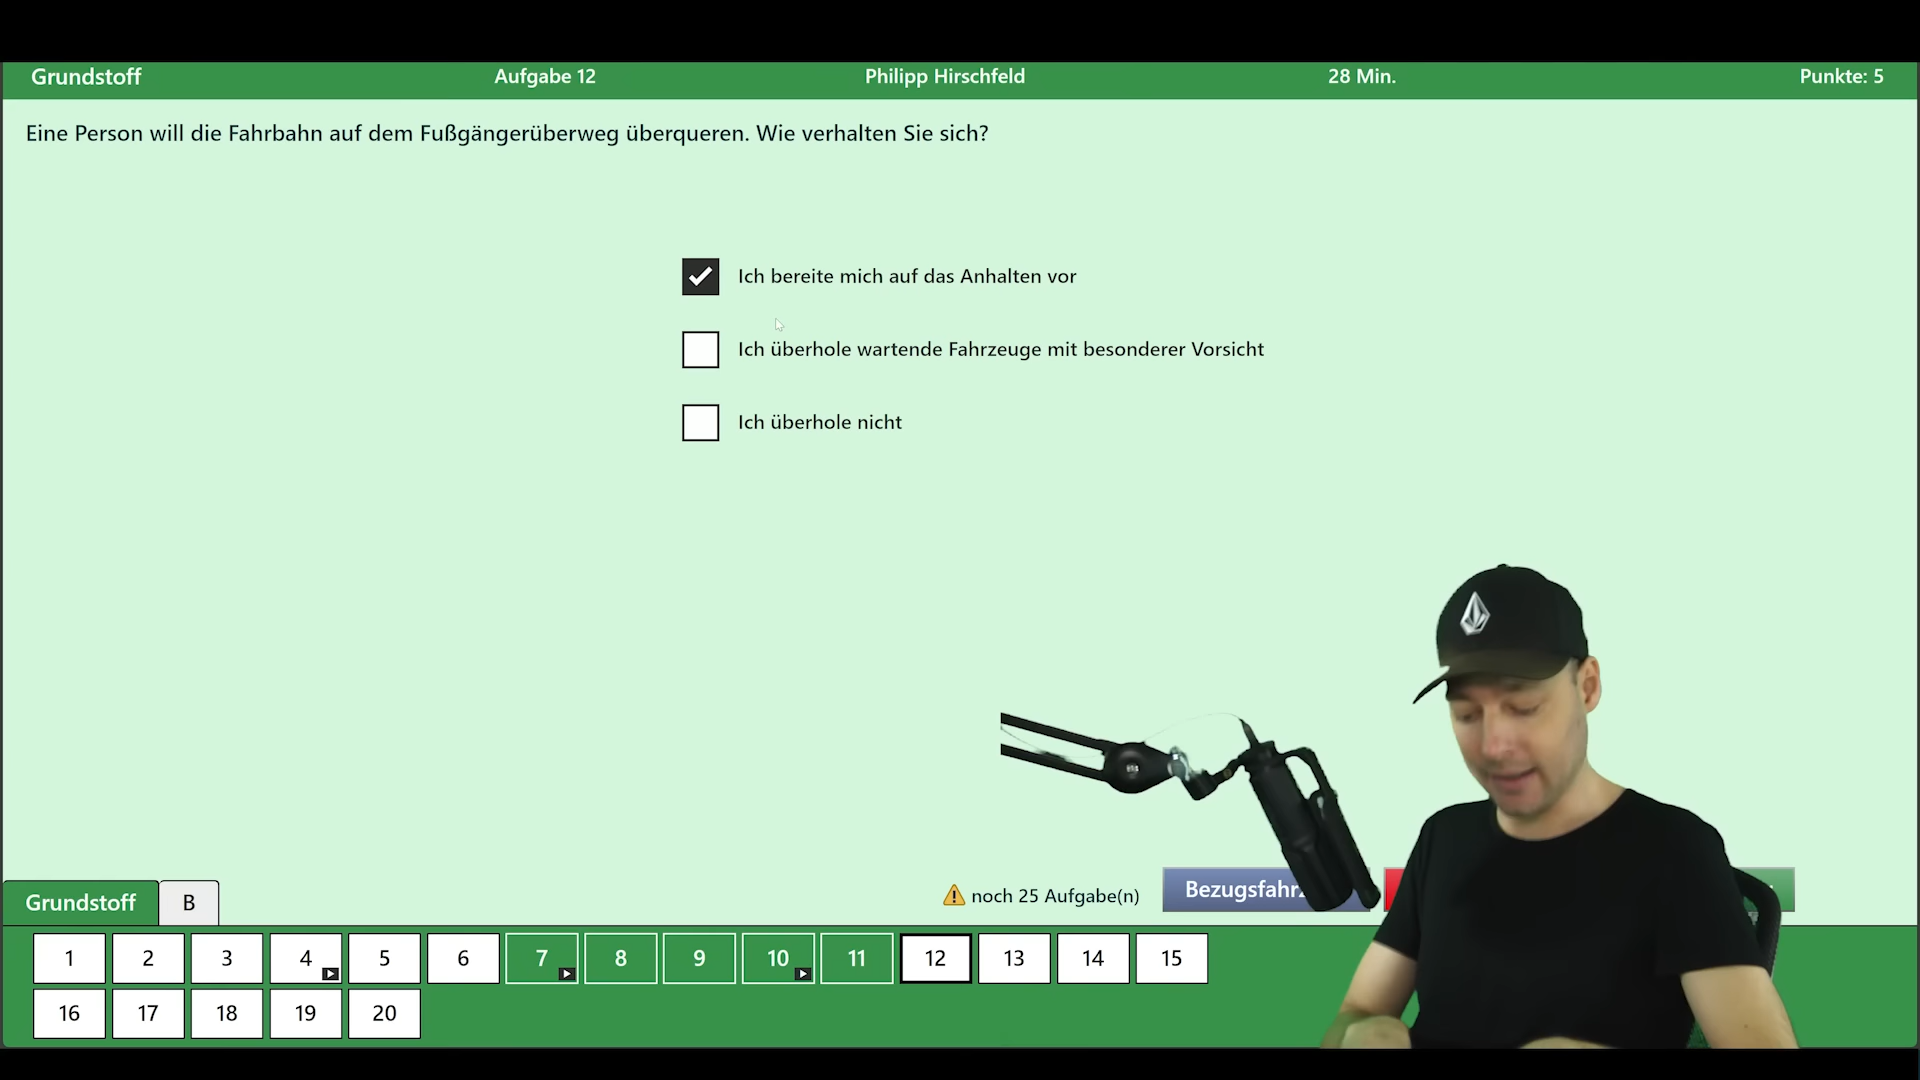 Grundstoff Aufgabe 12 Philipp Hirschfeld 28 Min. Punkte: 5
Eine Person will die Fahrbahn auf dem Fußgängerüberweg überqueren. Wie verhalten Sie sich?
Ich bereite mich auf das Anhalten vor
Ich überhole wartende Fahrzeuge mit besonderer Vorsicht
Ich überhole nicht
noch 25 Aufgabe(n)
Grundstoff B
1 2 3 4 5 6 7 8 9 10 11 12 13 14 15
16 17 18 19 20